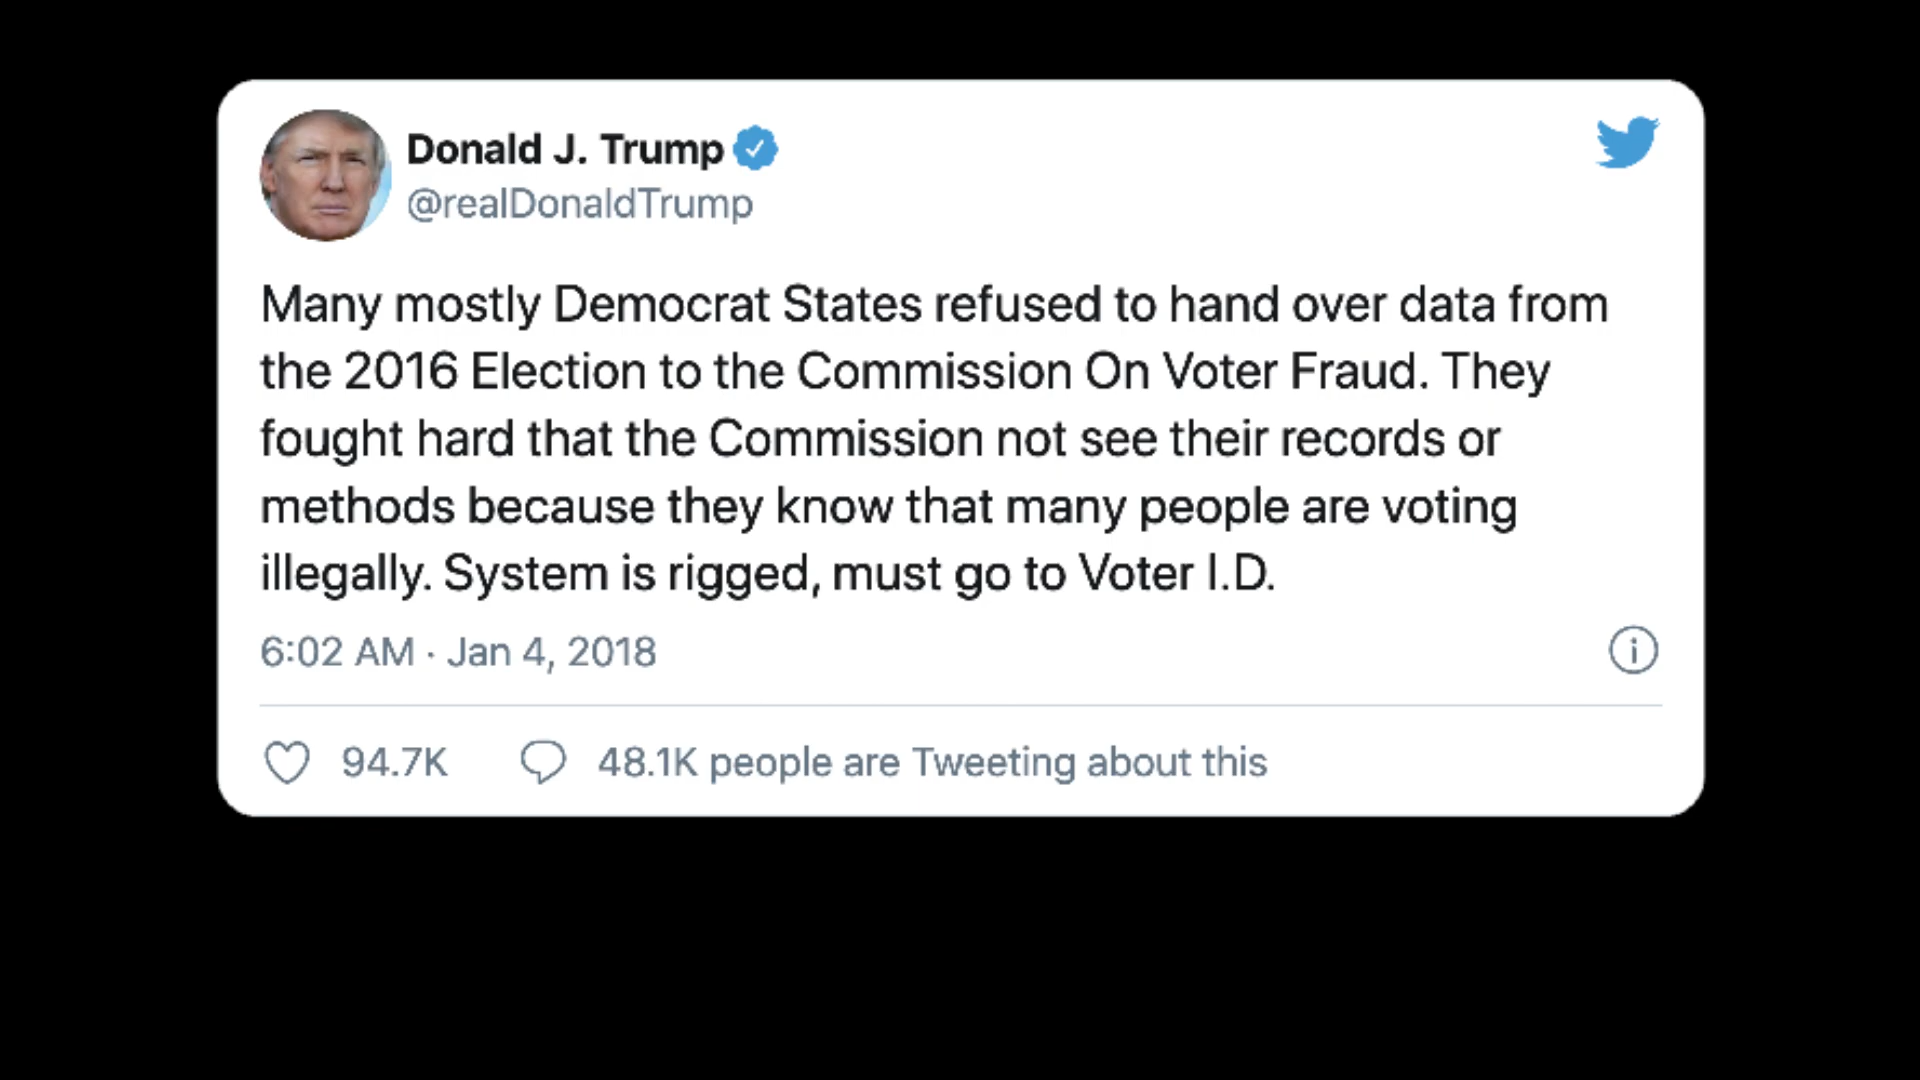 Donald J. Trump
@realDonaldTrump
Many mostly Democrat States refused to hand over data from
the 2016 Election to the Commission On Voter Fraud. They
fought hard that the Commission not see their records or
methods because they know that many people are voting
illegally. System is rigged, must go to Voter I.D.
6:02 AM · Jan 4, 2018
94.7K 48.1K people are Tweeting about this